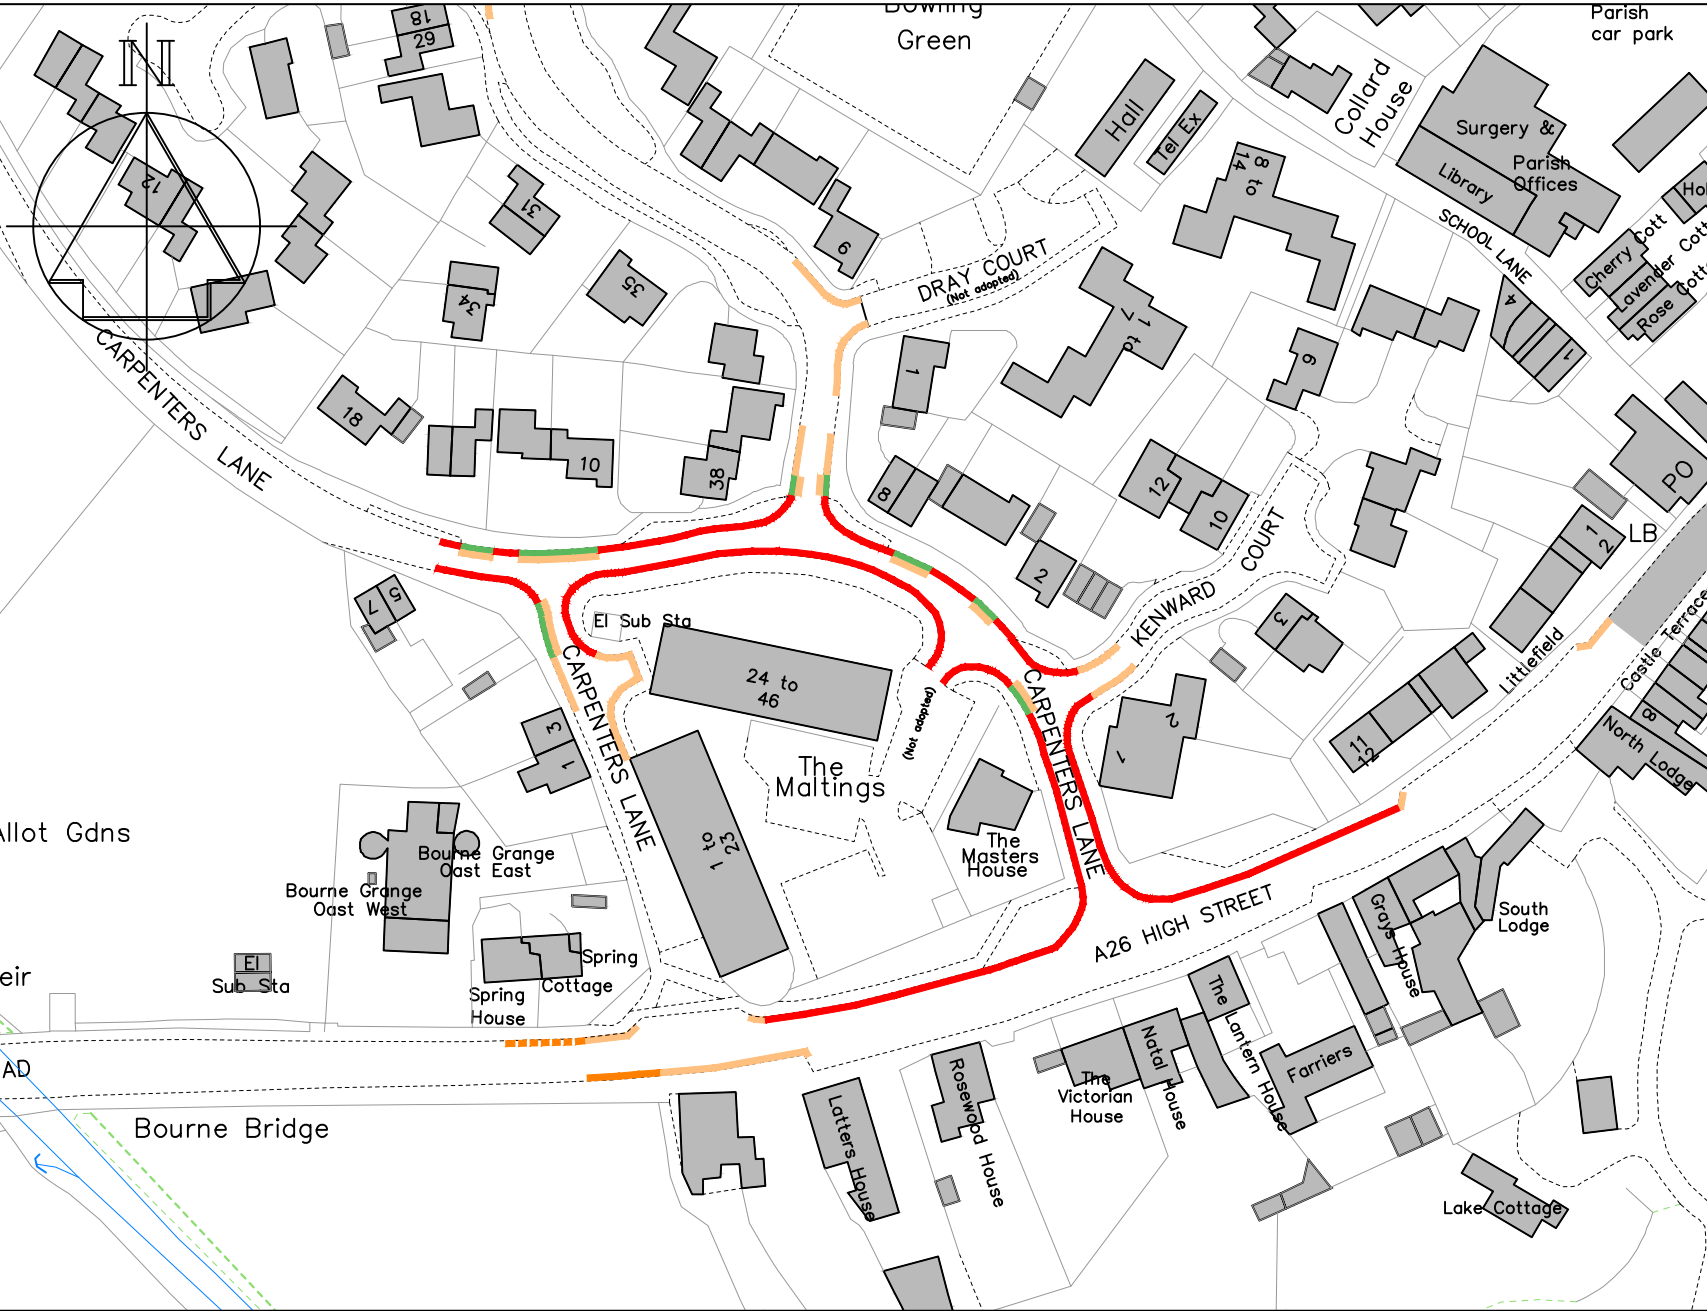 Bowling
Green
Parish
car park
18
29
N
12
Hall
Tel Ex
Collard
House
Surgery &
Parish
Offices
Library
8 to
14
31
9
35
34
DRAY COURT
(Not adopted)
SCHOOL LANE
Cherry Cott
Lavender Cott
Rose Cott
4
1
1 to
7
6
1
CARPENTERS LANE
18
10
38
8
12
10
2
PO
LB
1
2
KENWARD COURT
3
5
7
El Sub Sta
24 to
46
(Not adopted)
CARPENTERS LANE
CARPENTERS LANE
3
1
2
1
11
12
Littlefield
Castle Terrace
8
North Lodge
The
Maltings
1 to
23
The
Masters
House
Allot Gdns
Bourne Grange
Oast East
Bourne Grange
Oast West
A26 HIGH STREET
Grays House
South
Lodge
El
Sub Sta
Spring
Cottage
Spring
House
The Lantern House
Natal House
The
Victorian
House
Farriers
Rosewood House
Latters House
Bourne Bridge
Lake Cottage